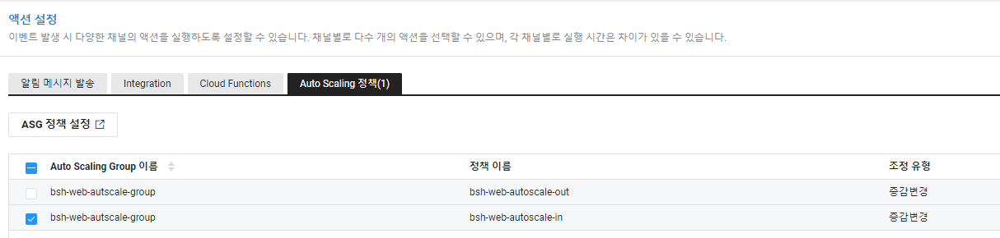 액션 설정
이벤트 발생 시 다양한 채널의 액션을 실행하도록 설정할 수 있습니다. 채널별로 다수 개의 액션을 선택할 수 있으며, 각 채널별로 실행 시간은 차이가 있을 수 있습니다.
알림 메시지 발송 Integration Cloud Functions Auto Scaling 정책(1)
ASG 정책 설정
Auto Scaling Group 이름 정책 이름 조정 유형
bsh-web-autscale-group bsh-web-autoscale-out 증감변경
bsh-web-autscale-group bsh-web-autoscale-in 증감변경